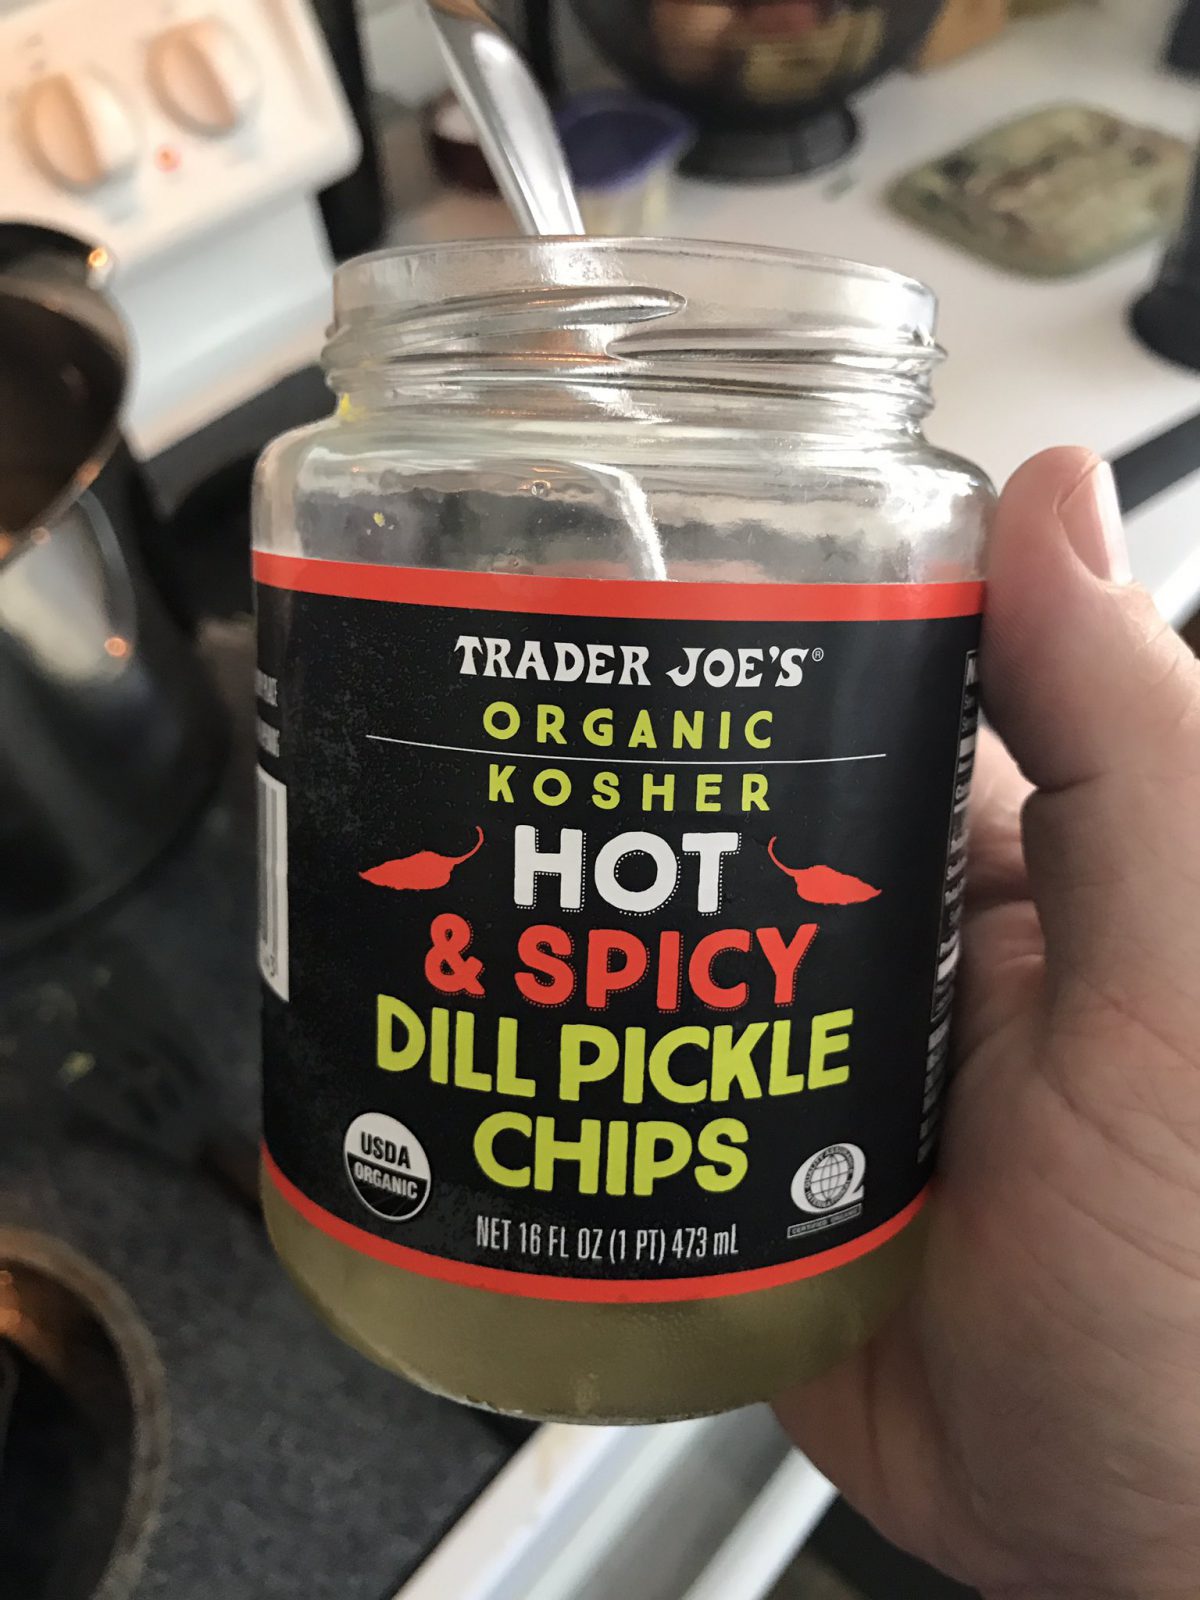 TRADER JOE'S®
ORGANIC
KOSHER
HOT
& SPICY
DILL PICKLE
CHIPS
USDA
ORGANIC
NET 16 FL OZ (1 PT) 473 mL